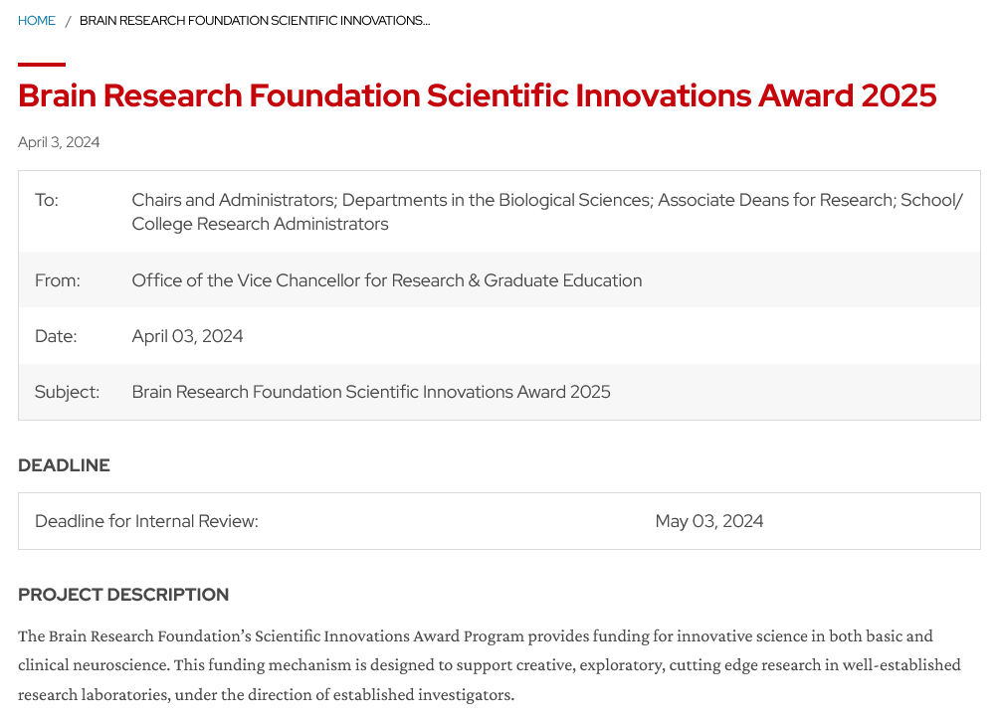 HOME / BRAIN RESEARCH FOUNDATION SCIENTIFIC INNOVATIONS...
Brain Research Foundation Scientific Innovations Award 2025
April 3, 2024
To: Chairs and Administrators; Departments in the Biological Sciences; Associate Deans for Research; School/
College Research Administrators
From: Office of the Vice Chancellor for Research & Graduate Education
Date: April 03, 2024
Subject: Brain Research Foundation Scientific Innovations Award 2025
DEADLINE
Deadline for Internal Review: May 03, 2024
PROJECT DESCRIPTION
The Brain Research Foundation’s Scientific Innovations Award Program provides funding for innovative science in both basic and
clinical neuroscience. This funding mechanism is designed to support creative, exploratory, cutting edge research in well-established
research laboratories, under the direction of established investigators.